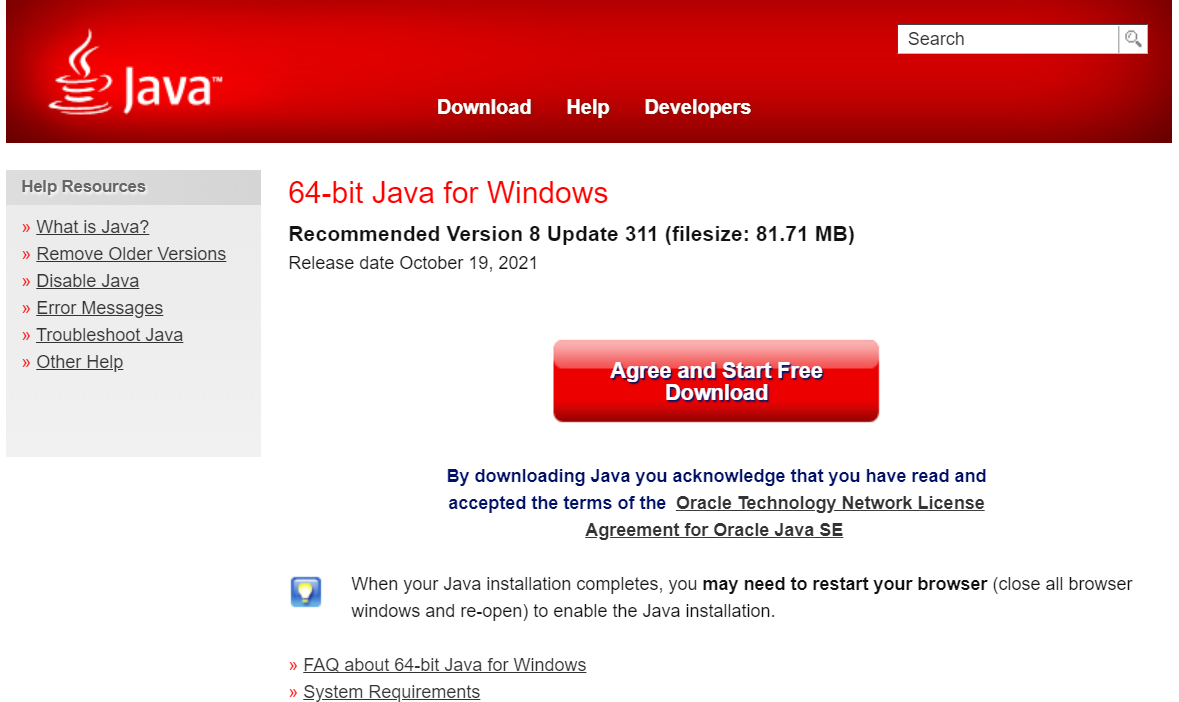 Java™
Search
Download Help Developers
Help Resources
» What is Java?
» Remove Older Versions
» Disable Java
» Error Messages
» Troubleshoot Java
» Other Help
64-bit Java for Windows
Recommended Version 8 Update 311 (filesize: 81.71 MB)
Release date October 19, 2021
Agree and Start Free
Download
By downloading Java you acknowledge that you have read and
accepted the terms of the Oracle Technology Network License
Agreement for Oracle Java SE
When your Java installation completes, you may need to restart your browser (close all browser
windows and re-open) to enable the Java installation.
» FAQ about 64-bit Java for Windows
» System Requirements